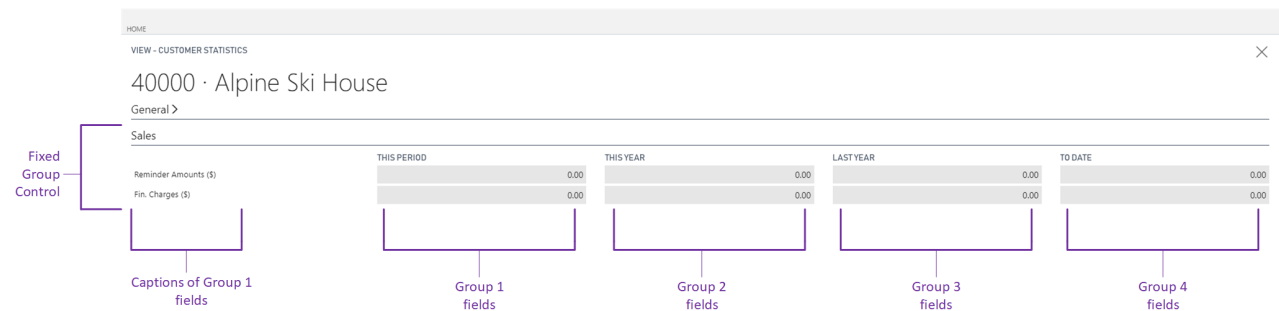 HOME
VIEW - CUSTOMER STATISTICS
40000 · Alpine Ski House
General >
Sales
Fixed
Group
Control
THIS PERIOD THIS YEAR LAST YEAR TO DATE
Reminder Amounts ($) 0.00 0.00 0.00 0.00
Fin. Charges ($) 0.00 0.00 0.00 0.00
Captions of Group 1
fields
Group 1
fields
Group 2
fields
Group 3
fields
Group 4
fields